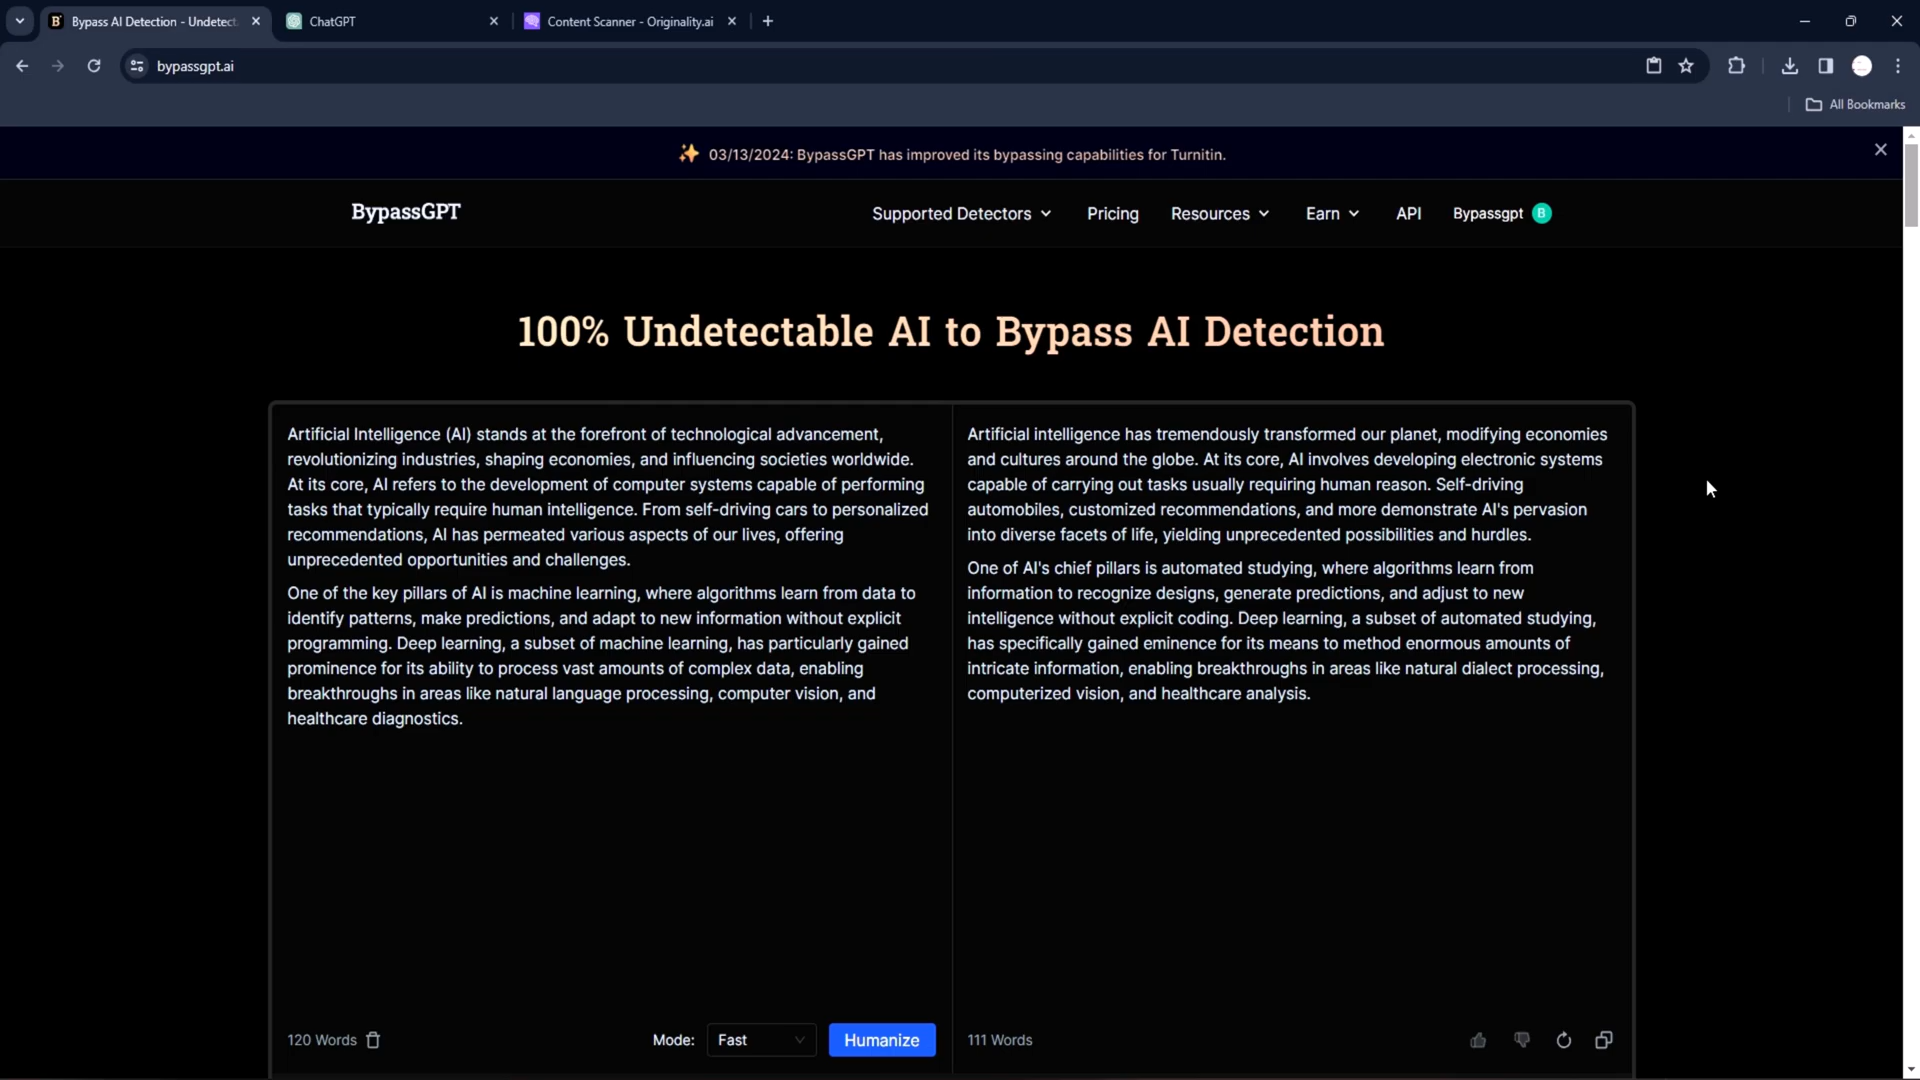 Bypass AI Detection - Undetect
ChatGPT
Content Scanner - Originality.ai
bypassgpt.ai
All Bookmarks
03/13/2024: BypassGPT has improved its bypassing capabilities for Turnitin.
BypassGPT
Supported Detectors
Pricing
Resources
Earn
API
Bypassgpt B
100% Undetectable AI to Bypass AI Detection
Artificial Intelligence (AI) stands at the forefront of technological advancement,
revolutionizing industries, shaping economies, and influencing societies worldwide.
At its core, AI refers to the development of computer systems capable of performing
tasks that typically require human intelligence. From self-driving cars to personalized
recommendations, AI has permeated various aspects of our lives, offering
unprecedented opportunities and challenges.
One of the key pillars of AI is machine learning, where algorithms learn from data to
identify patterns, make predictions, and adapt to new information without explicit
programming. Deep learning, a subset of machine learning, has particularly gained
prominence for its ability to process vast amounts of complex data, enabling
breakthroughs in areas like natural language processing, computer vision, and
healthcare diagnostics.
120 Words
Mode:
Fast
Humanize
Artificial intelligence has tremendously transformed our planet, modifying economies
and cultures around the globe. At its core, AI involves developing electronic systems
capable of carrying out tasks usually requiring human reason. Self-driving
automobiles, customized recommendations, and more demonstrate AI's pervasion
into diverse facets of life, yielding unprecedented possibilities and hurdles.
One of AI's chief pillars is automated studying, where algorithms learn from
information to recognize designs, generate predictions, and adjust to new
intelligence without explicit coding. Deep learning, a subset of automated studying,
has specifically gained eminence for its means to method enormous amounts of
intricate information, enabling breakthroughs in areas like natural dialect processing,
computerized vision, and healthcare analysis.
111 Words